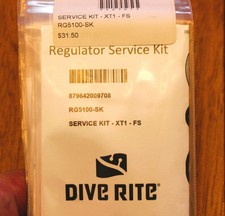 SERVICE KIT - XT1 - FS
RG5100-SK
$31.50
Regulator Service Kit
879642009708
RG5100-SK
SERVICE KIT - XT1 - FS
DIVE RITE®